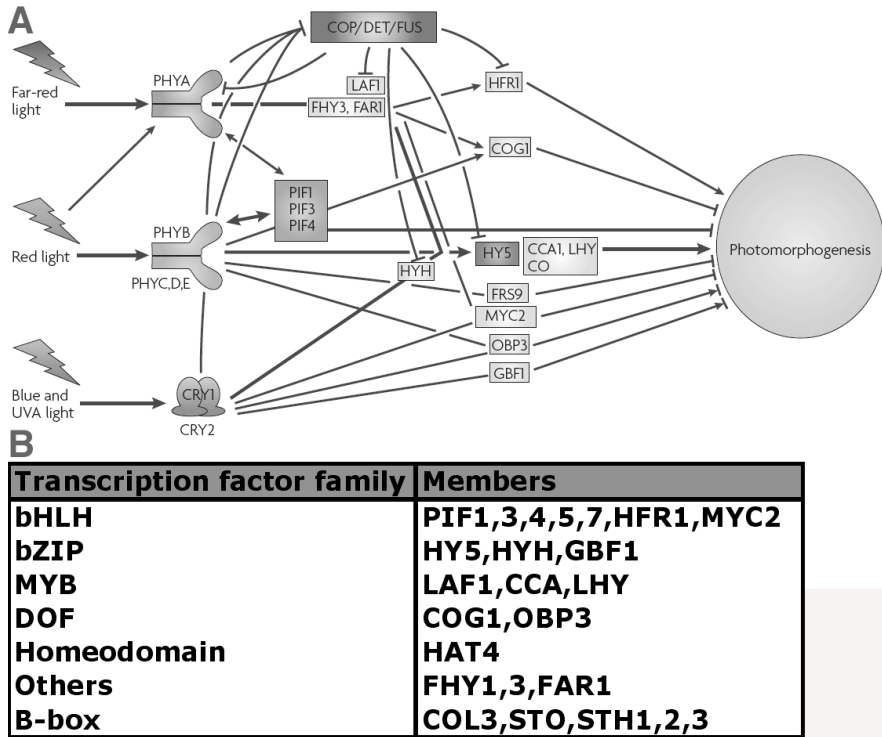 A
COP/DET/FUS
PHYA
LAF1
HFR1
Far-red
light
FHY3, FAR1
COG1
PIF1
PIF3
PIF4
PHYB
Red light
HY5
CCA1, LHY
CO
Photomorphogenesis
PHYC,D,E
HYH
FRS9
MYC2
OBP3
GBF1
Blue and
UVA light
CRY1
CRY2
B
Transcription factor family Members
bHLH PIF1,3,4,5,7,HFR1,MYC2
bZIP HY5,HYH,GBF1
MYB LAF1,CCA,LHY
DOF COG1,OBP3
Homeodomain HAT4
Others FHY1,3,FAR1
B-box COL3,STO,STH1,2,3